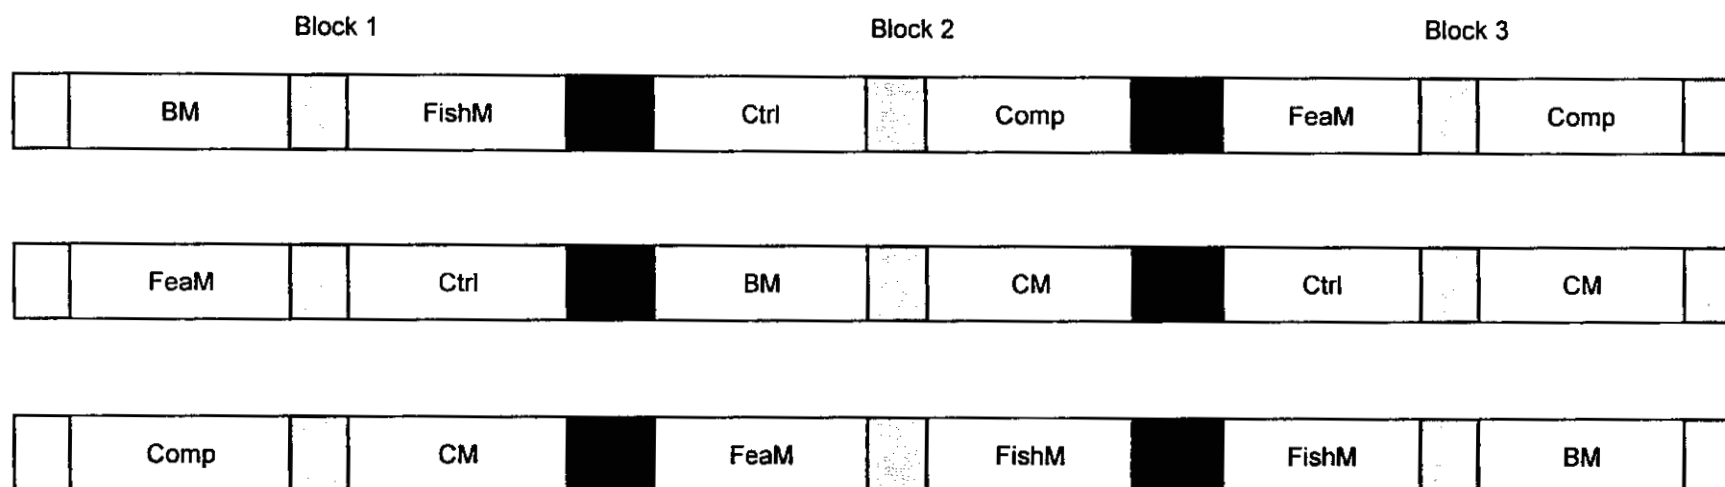 Block 1 Block 2 Block 3
BM FishM Ctrl Comp FeaM Comp
FeaM Ctrl BM CM Ctrl CM
Comp CM FeaM FishM FishM BM